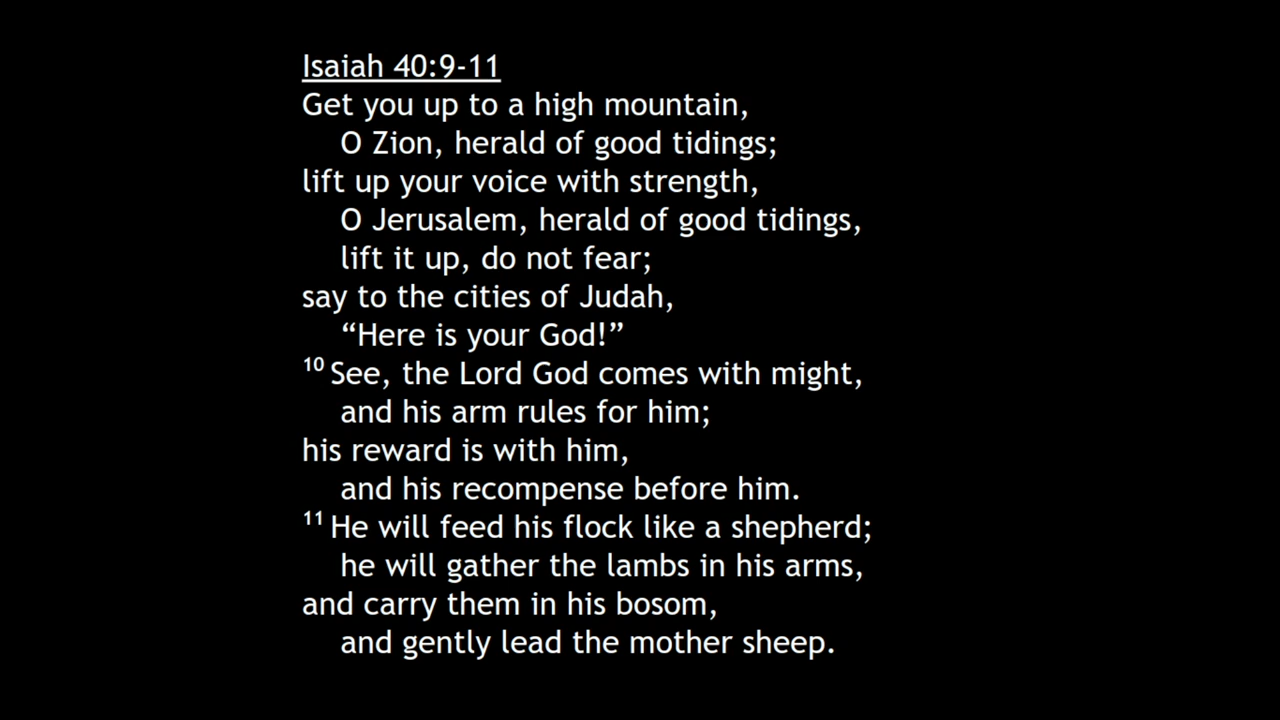 Isaiah 40:9-11
Get you up to a high mountain,
O Zion, herald of good tidings;
lift up your voice with strength,
O Jerusalem, herald of good tidings,
lift it up, do not fear;
say to the cities of Judah,
“Here is your God!”
10 See, the Lord God comes with might,
and his arm rules for him;
his reward is with him,
and his recompense before him.
11 He will feed his flock like a shepherd;
he will gather the lambs in his arms,
and carry them in his bosom,
and gently lead the mother sheep.